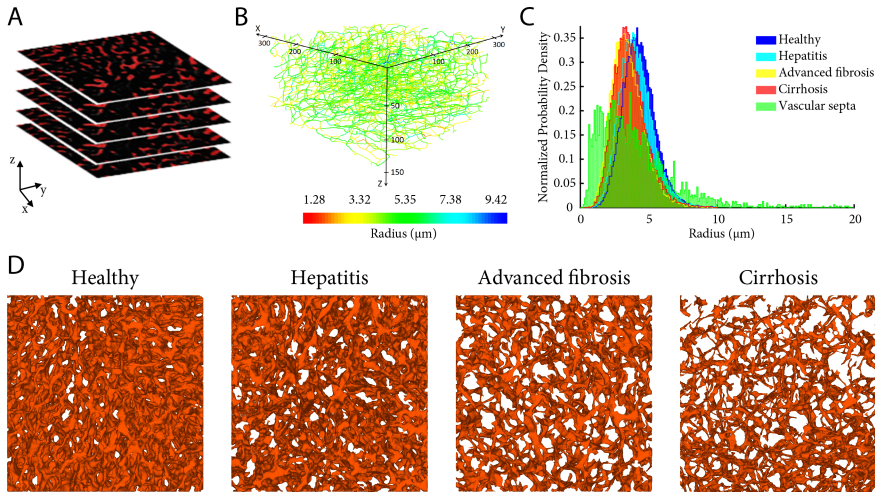 A
z
y
x
B
X
Y
300
200
100
100
200
300
50
100
150
Z
1.28 3.32 5.35 7.38 9.42
Radius (μm)
C
Normalized Probability Density
0.35
0.3
0.25
0.2
0.15
0.1
0.05
0
0 5 10 15 20
Radius (μm)
Healthy
Hepatitis
Advanced fibrosis
Cirrhosis
Vascular septa
D
Healthy Hepatitis Advanced fibrosis Cirrhosis